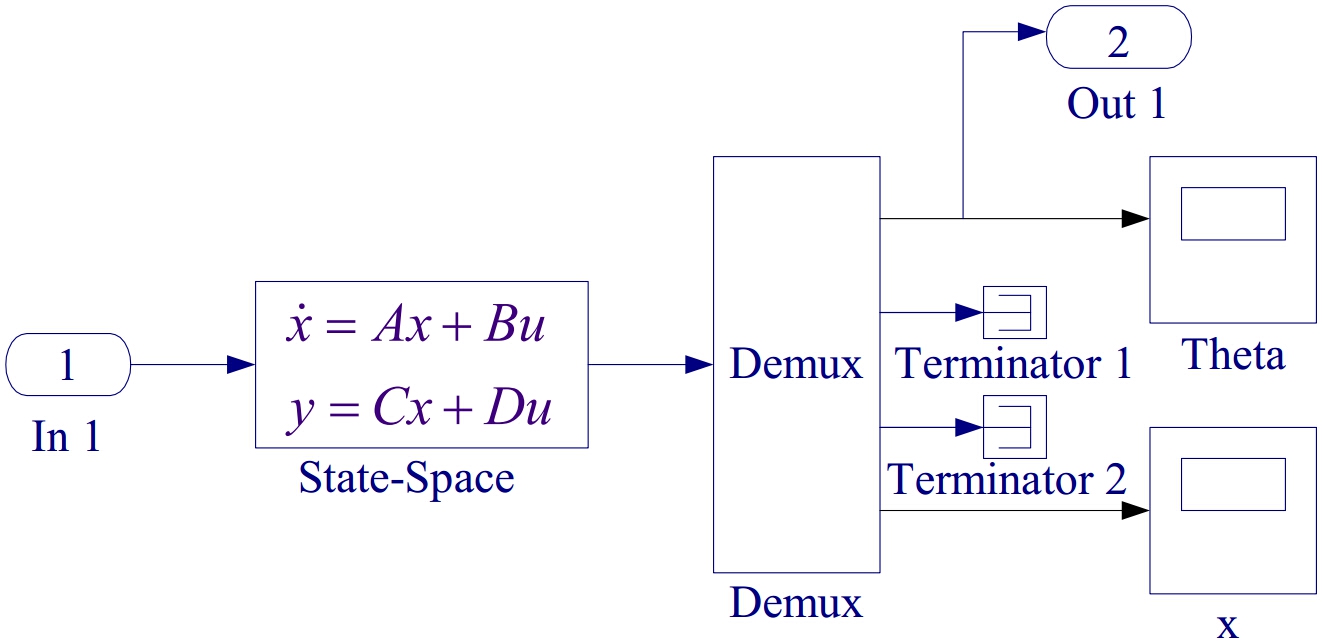 2
Out 1
1
In 1
ẋ = Ax + Bu
y = Cx + Du
State-Space
Demux
Demux
Terminator 1
Terminator 2
Theta
x